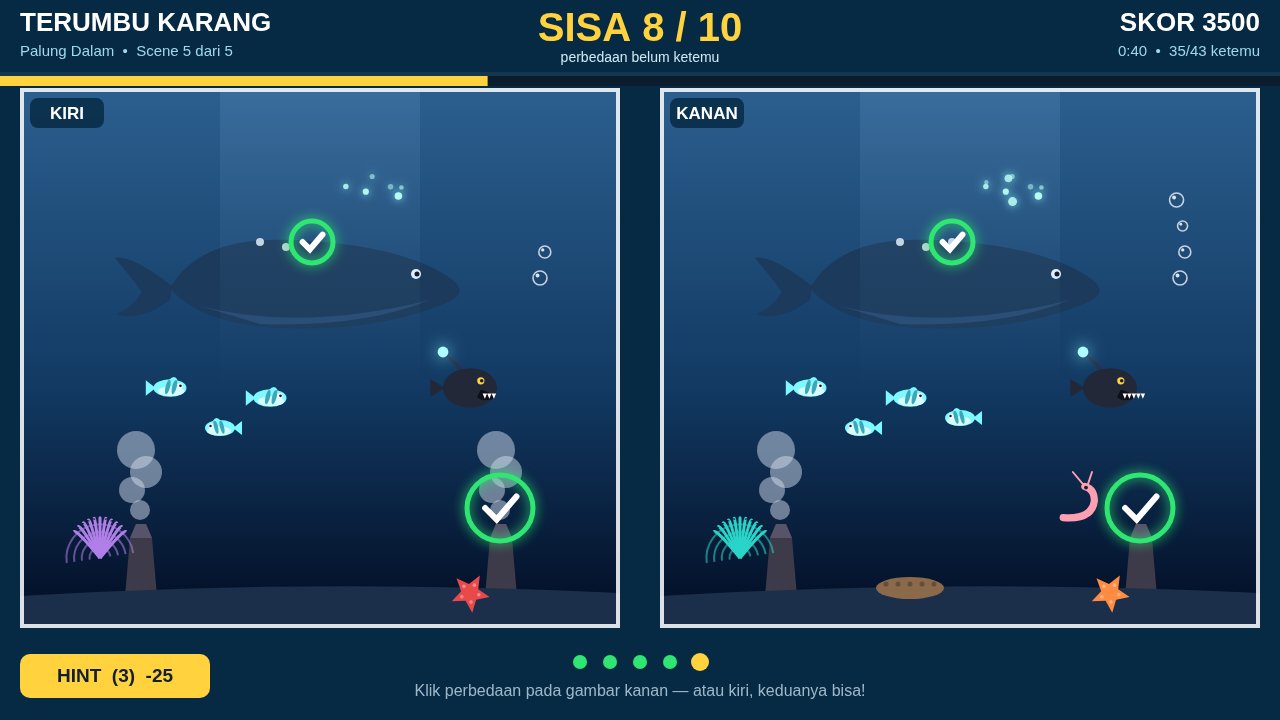 TERUMBU KARANG
Palung Dalam • Scene 5 dari 5
SISA 8 / 10
perbedaan belum ketemu
SKOR 3500
0:40 • 35/43 ketemu
KIRI
KANAN
HINT (3) -25
Klik perbedaan pada gambar kanan — atau kiri, keduanya bisa!